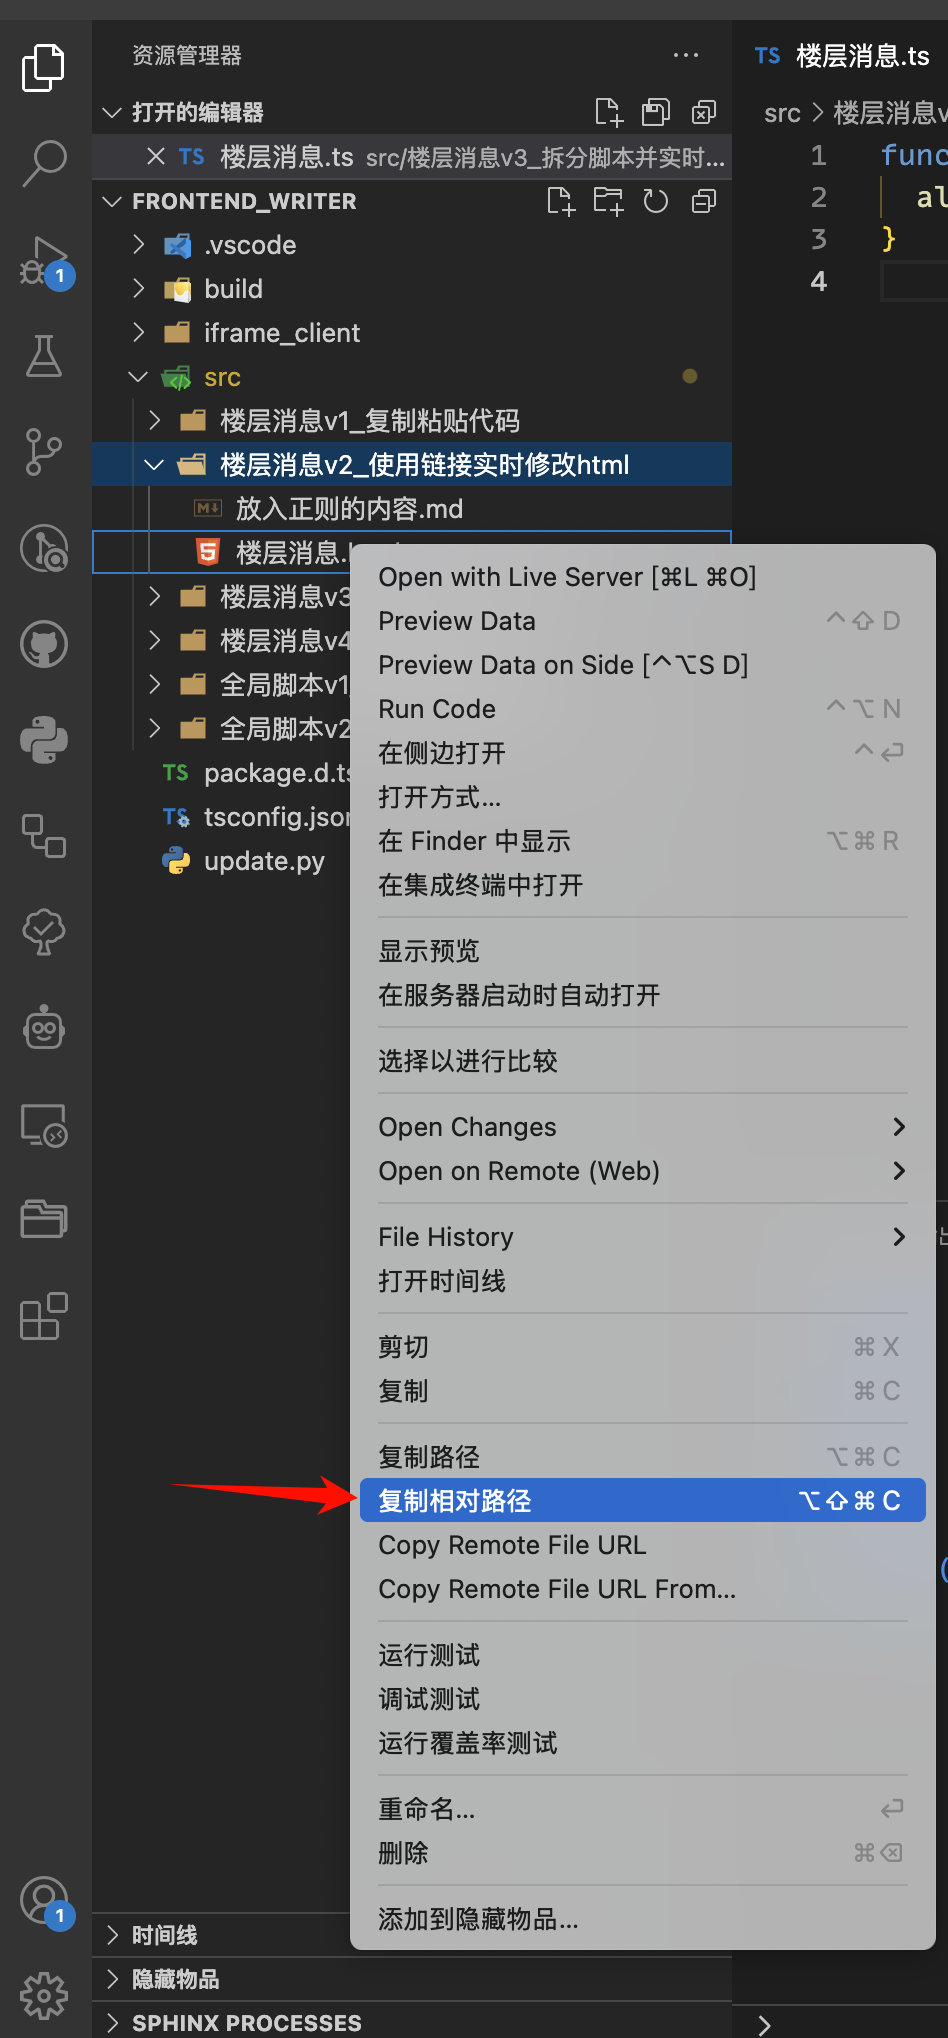 资源管理器
打开的编辑器
TS 楼层消息.ts src/楼层消息v3_拆分脚本并实时...
FRONTEND_WRITER
.vscode
build
iframe_client
src
楼层消息v1_复制粘贴代码
楼层消息v2_使用链接实时修改html
放入正则的内容.md
楼层消息.
楼层消息v3
楼层消息v4
全局脚本v1
全局脚本v2
TS package.d.ts
TS tsconfig.json
update.py
时间线
隐藏物品
SPHINX PROCESSES
1
1
TS 楼层消息.ts
src > 楼层消息v
1 func
2 al
3 }
4
Open with Live Server [⌘L ⌘O]
Preview Data ^⇧D
Preview Data on Side [^⌥S D]
Run Code ^⌥N
在侧边打开 ^↩
打开方式...
在 Finder 中显示 ⌥⌘R
在集成终端中打开
显示预览
在服务器启动时自动打开
选择以进行比较
Open Changes
Open on Remote (Web)
File History
打开时间线
剪切 ⌘X
复制 ⌘C
复制路径 ⌥⌘C
复制相对路径 ⌥⇧⌘C
Copy Remote File URL
Copy Remote File URL From...
运行测试
调试测试
运行覆盖率测试
重命名... ↩
删除 ⌘⌫
添加到隐藏物品...